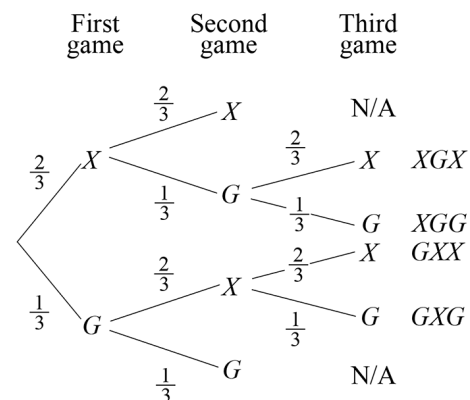 First Second Third
game game game
2/3 X N/A
2/3 X 2/3 X XGX
1/3 G
1/3 G XGG
2/3 X GXX
2/3 X
1/3 G 1/3 G GXG
1/3 G N/A